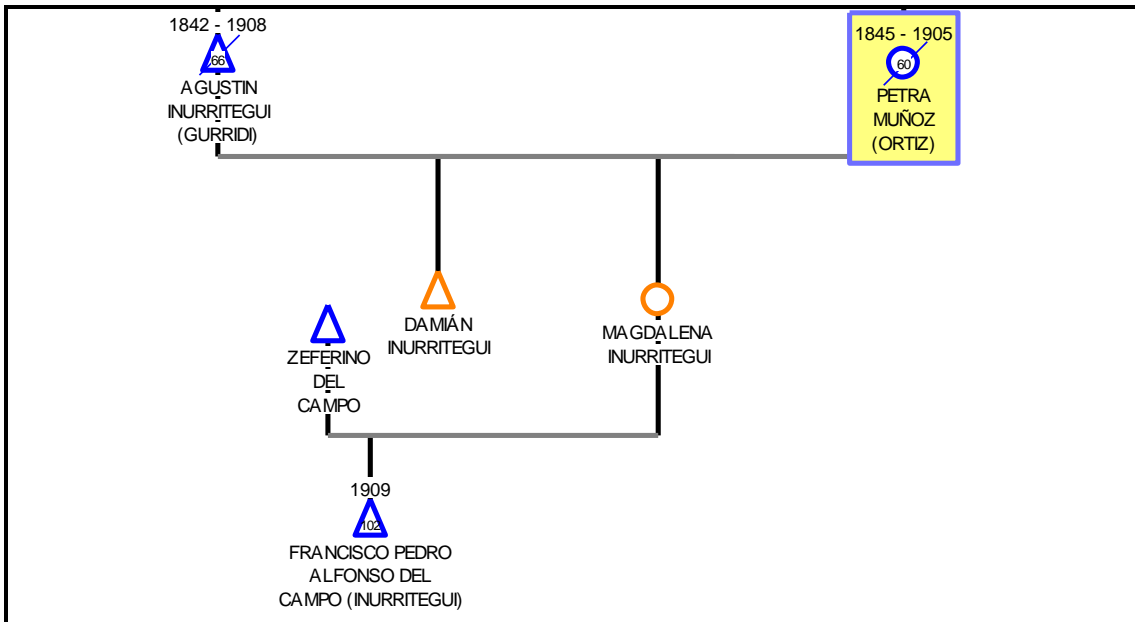 1842 - 1908
66
AGUSTIN
INURRITEGUI
(GURRIDI)
1845 - 1905
60
PETRA
MUÑOZ
(ORTIZ)
DAMIÁN
INURRITEGUI
MAGDALENA
INURRITEGUI
ZEFERINO
DEL
CAMPO
1909
102
FRANCISCO PEDRO
ALFONSO DEL
CAMPO (INURRITEGUI)